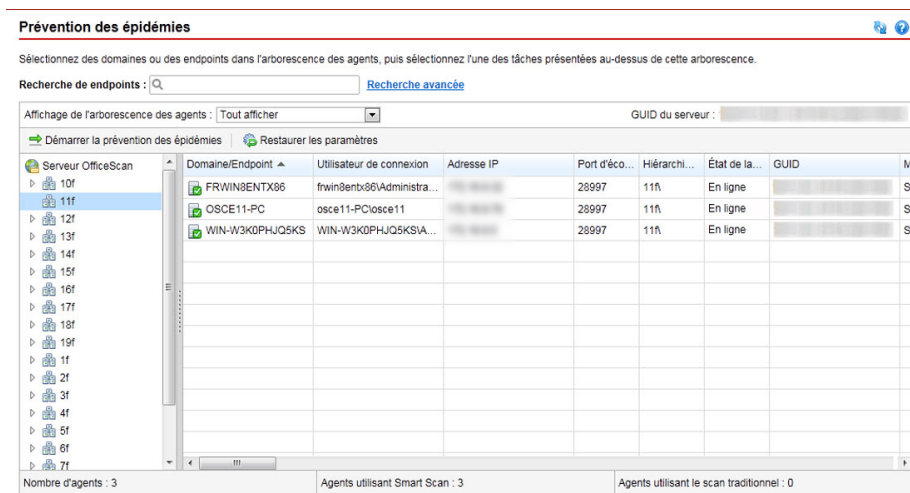 Prévention des épidémies
Sélectionnez des domaines ou des endpoints dans l'arborescence des agents, puis sélectionnez l'une des tâches présentées au-dessus de cette arborescence.
Recherche de endpoints : Recherche avancée
Affichage de l'arborescence des agents : Tout afficher GUID du serveur :
Démarrer la prévention des épidémies Restaurer les paramètres
Serveur OfficeScan
10f
11f
12f
13f
14f
15f
16f
17f
18f
19f
1f
2f
3f
4f
5f
6f
7f
Domaine/Endpoint Utilisateur de connexion Adresse IP Port d'éco... Hiérarchi... État de la... GUID M
FRWIN8ENTX86 frwin8entx86\Administra... 28997 11f\ En ligne S
OSCE11-PC osce11-PC\osce11 28997 11f\ En ligne S
WIN-W3K0PHJQ5KS WIN-W3K0PHJQ5KS\A... 28997 11f\ En ligne S
Nombre d'agents : 3 Agents utilisant Smart Scan : 3 Agents utilisant le scan traditionnel : 0